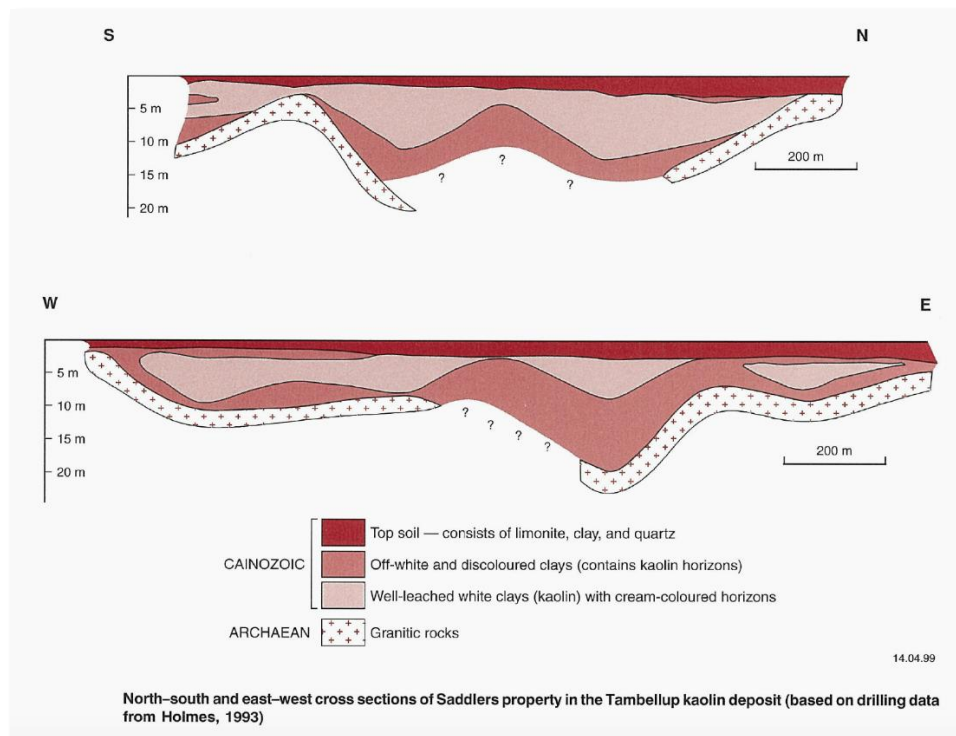 S
N
5 m
10 m
15 m
20 m
?
?
?
200 m
W
E
5 m
10 m
15 m
20 m
?
?
?
?
200 m
CAINOZOIC
Top soil — consists of limonite, clay, and quartz
Off-white and discoloured clays (contains kaolin horizons)
Well-leached white clays (kaolin) with cream-coloured horizons
ARCHAEAN
Granitic rocks
14.04.99
North–south and east–west cross sections of Saddlers property in the Tambellup kaolin deposit (based on drilling data
from Holmes, 1993)